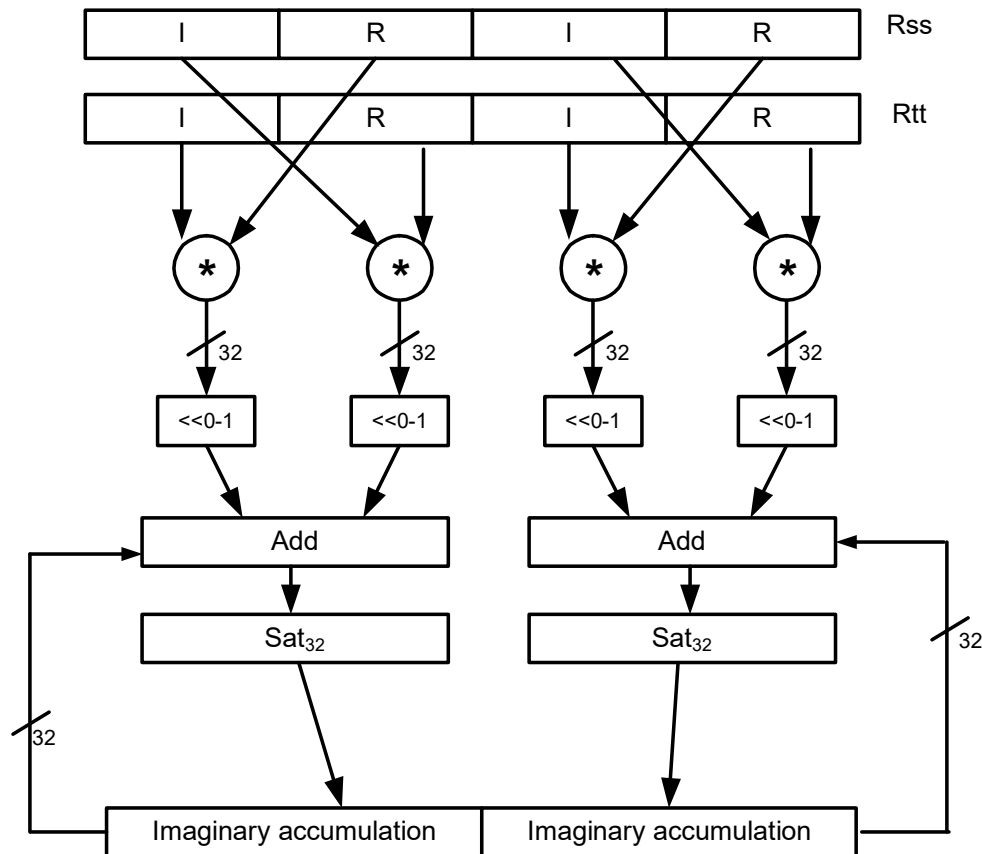 I R I R Rss
I R I R Rtt
* * * *
32 32 32 32
<<0-1 <<0-1 <<0-1 <<0-1
Add Add
Sat32 Sat32
32 32
Imaginary accumulation Imaginary accumulation